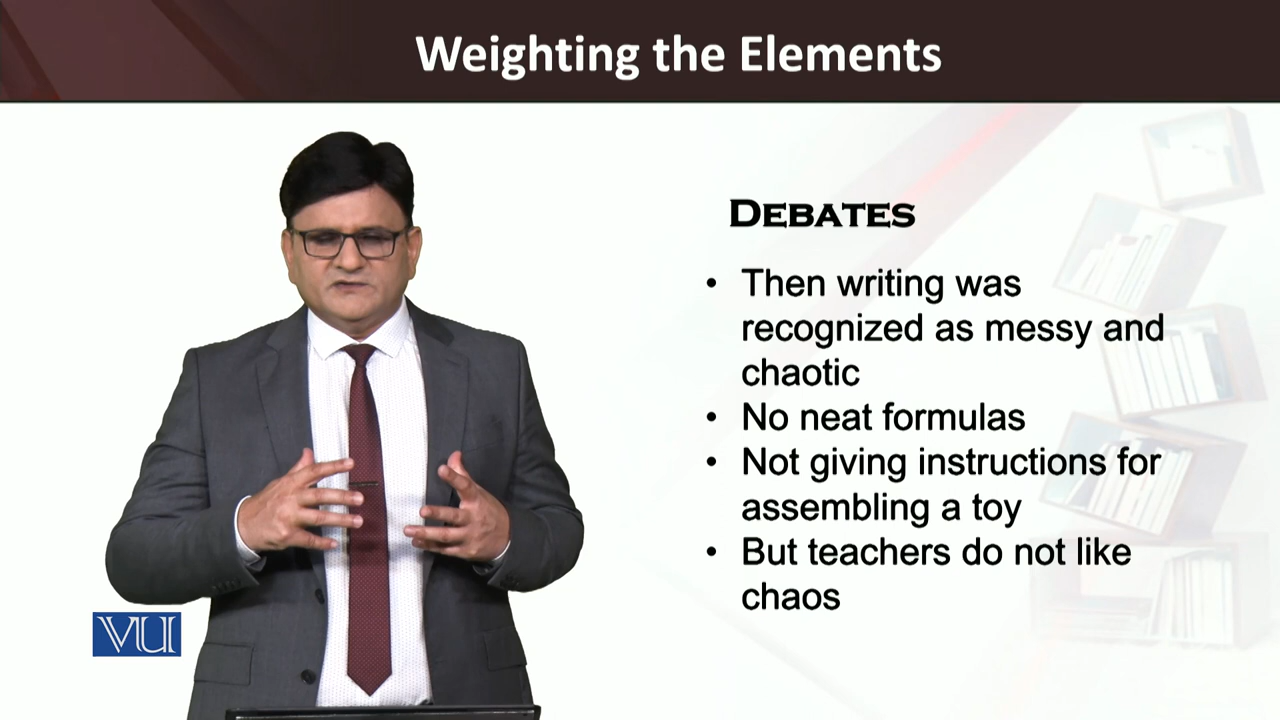 Weighting the Elements
DEBATES
• Then writing was
recognized as messy and
chaotic
• No neat formulas
• Not giving instructions for
assembling a toy
• But teachers do not like
chaos
VU